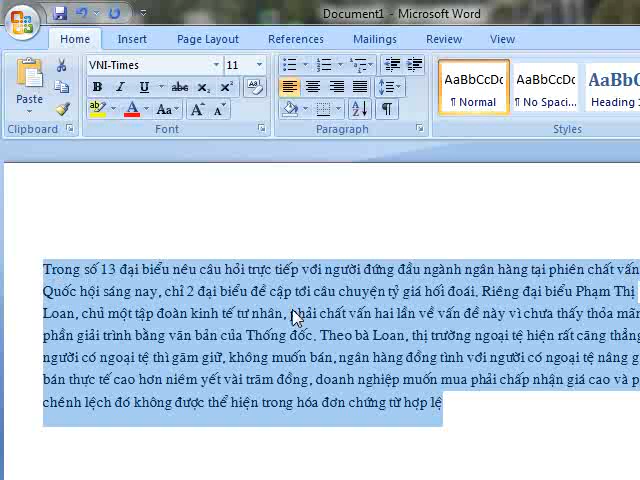 Document1 - Microsoft Word
Home Insert Page Layout References Mailings Review View
VNI-Times 11
Paste
B I U abc x₂ x² Aa A A
AaBbCcDc AaBbCcDc AaBbC
¶ Normal ¶ No Spaci... Heading 1
Clipboard Font Paragraph Styles
Trong số 13 đại biểu nêu câu hỏi trực tiếp với người đứng đầu ngành ngân hàng tại phiên chất vấn
Quốc hội sáng nay, chỉ 2 đại biểu đề cập tới câu chuyện tỷ giá hối đoái. Riêng đại biểu Phạm Thị
Loan, chủ một tập đoàn kinh tế tư nhân, phải chất vấn hai lần về vấn đề này vì chưa thấy thỏa mãn
phần giải trình bằng văn bản của Thống đốc. Theo bà Loan, thị trường ngoại tệ hiện rất căng thẳng
người có ngoại tệ thì găm giữ, không muốn bán, ngân hàng đồng tình với người có ngoại tệ nâng g
bán thực tế cao hơn niêm yết vài trăm đồng, doanh nghiệp muốn mua phải chấp nhận giá cao và p
chênh lệch đó không được thể hiện trong hóa đơn chứng từ hợp lệ